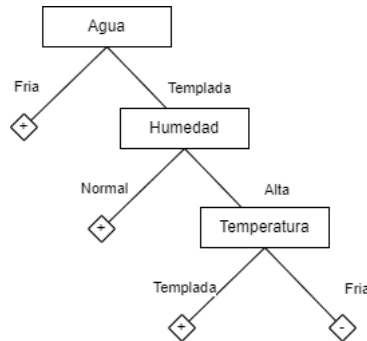 Agua
Fria
Templada
+
Humedad
Normal
Alta
+
Temperatura
Templada
Fria
+
-